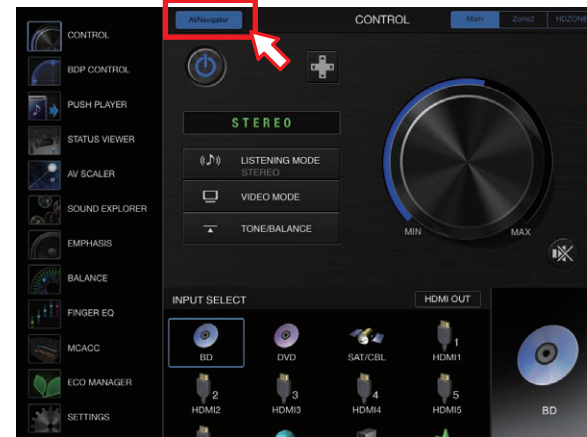 AVNavigator
CONTROL
Main
Zone2
HDZONE
CONTROL
BDP CONTROL
PUSH PLAYER
STATUS VIEWER
AV SCALER
SOUND EXPLORER
EMPHASIS
BALANCE
FINGER EQ
MCACC
ECO MANAGER
SETTINGS
STEREO
LISTENING MODE
STEREO
VIDEO MODE
TONE/BALANCE
MIN
MAX
INPUT SELECT
HDMI OUT
BD
DVD
SAT/CBL
1
HDMI1
2
HDMI2
3
HDMI3
4
HDMI4
5
HDMI5
BD